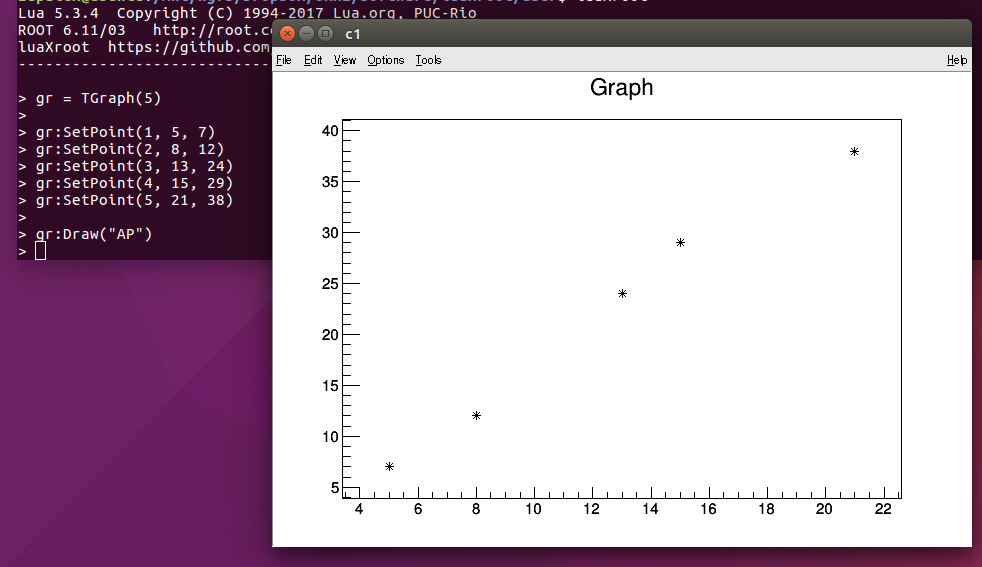 Lua 5.3.4  Copyright (C) 1994-2017 Lua.org, PUC-Rio
ROOT 6.11/03   http://root.c
luaXroot  https://github.com
----------------------------
> gr = TGraph(5)
>
> gr:SetPoint(1, 5, 7)
> gr:SetPoint(2, 8, 12)
> gr:SetPoint(3, 13, 24)
> gr:SetPoint(4, 15, 29)
> gr:SetPoint(5, 21, 38)
>
> gr:Draw("AP")
>
c1
File Edit View Options Tools Help
Graph
40
35
30
25
20
15
10
5
4 6 8 10 12 14 16 18 20 22